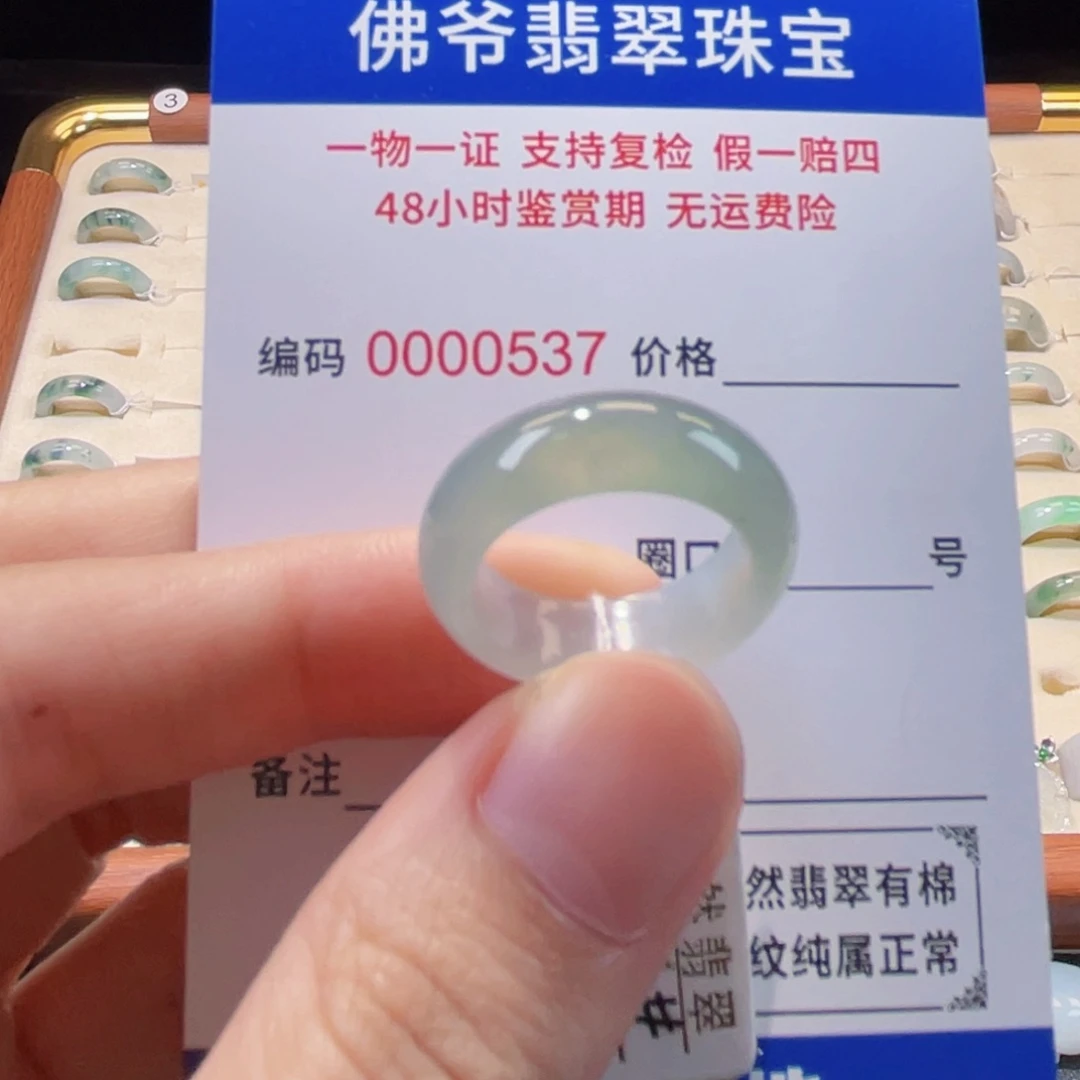 3
佛爷翡翠珠宝
一物一证 支持复检 假一赔四
48小时鉴赏期 无运费险
编码 0000537 价格
圈口 号
备注
然翡翠有棉
纹纯属正常
翡翠